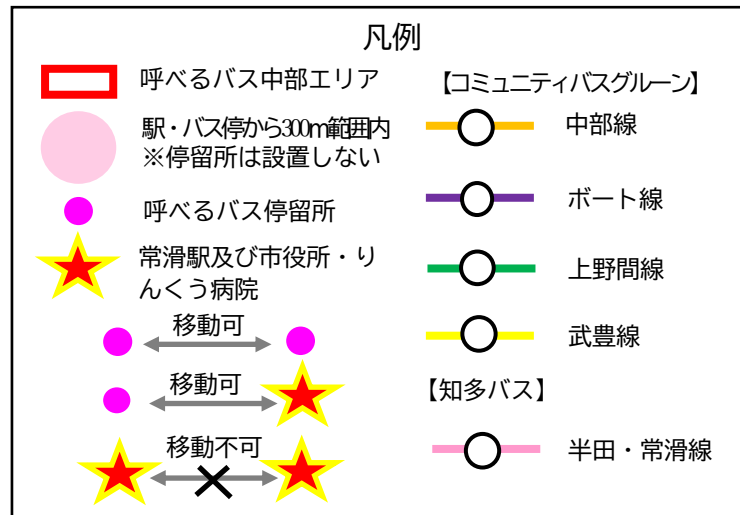 凡例
呼べるバス中部エリア
駅・バス停から300m範囲内
※停留所は設置しない
呼べるバス停留所
常滑駅及び市役所・り
んくう病院
移動可
移動可
移動不可
【コミュニティバスグルーン】
中部線
ボート線
上野間線
武豊線
【知多バス】
半田・常滑線